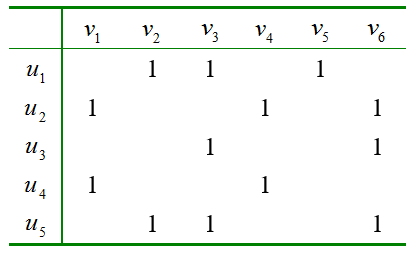 v₁ v₂ v₃ v₄ v₅ v₆
u₁ 1 1 1
u₂ 1 1 1
u₃ 1 1
u₄ 1 1
u₅ 1 1 1